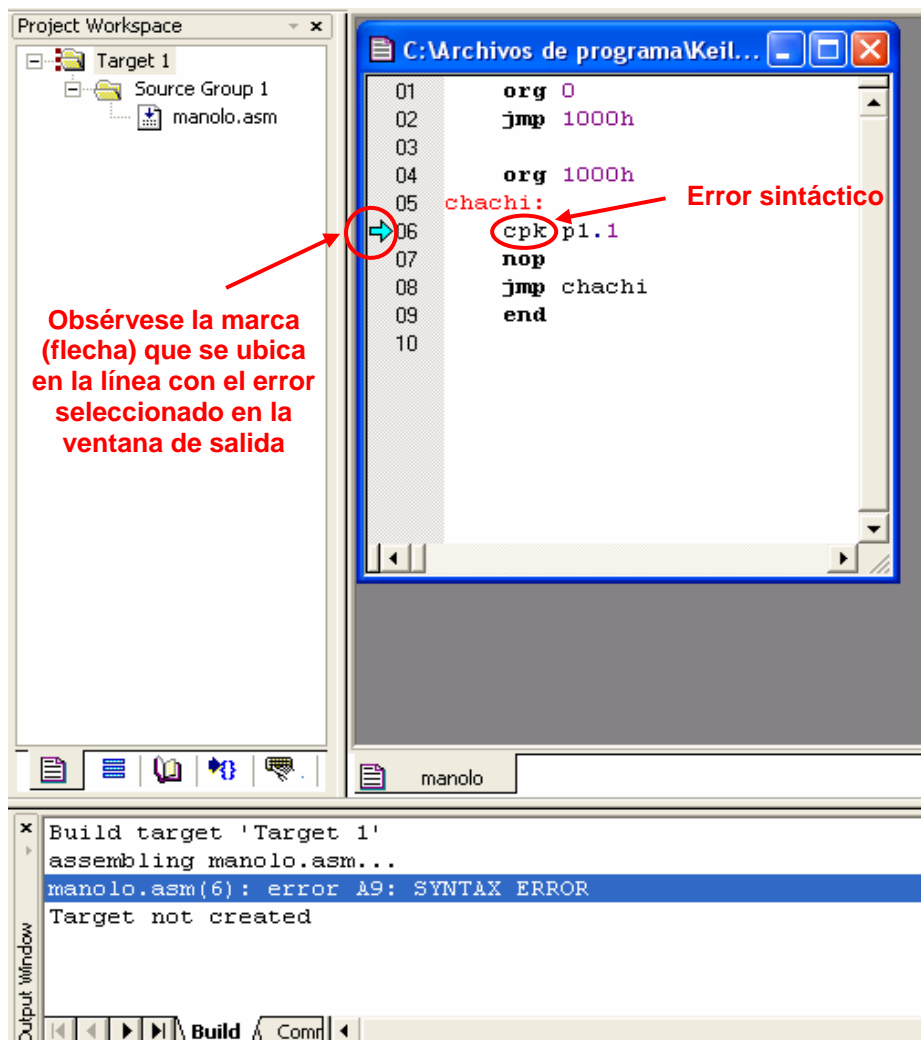 Project Workspace
Target 1
Source Group 1
manolo.asm
C:\Archivos de programa\Keil...
01 org 0
02 jmp 1000h
03
04 org 1000h
05 chachi:
06 cpk p1.1
07 nop
08 jmp chachi
09 end
10
Error sintáctico
Obsérvese la marca
(flecha) que se ubica
en la línea con el error
seleccionado en la
ventana de salida
manolo
Build target 'Target 1'
assembling manolo.asm...
manolo.asm(6): error A9: SYNTAX ERROR
Target not created
Output Window
Build
Comm